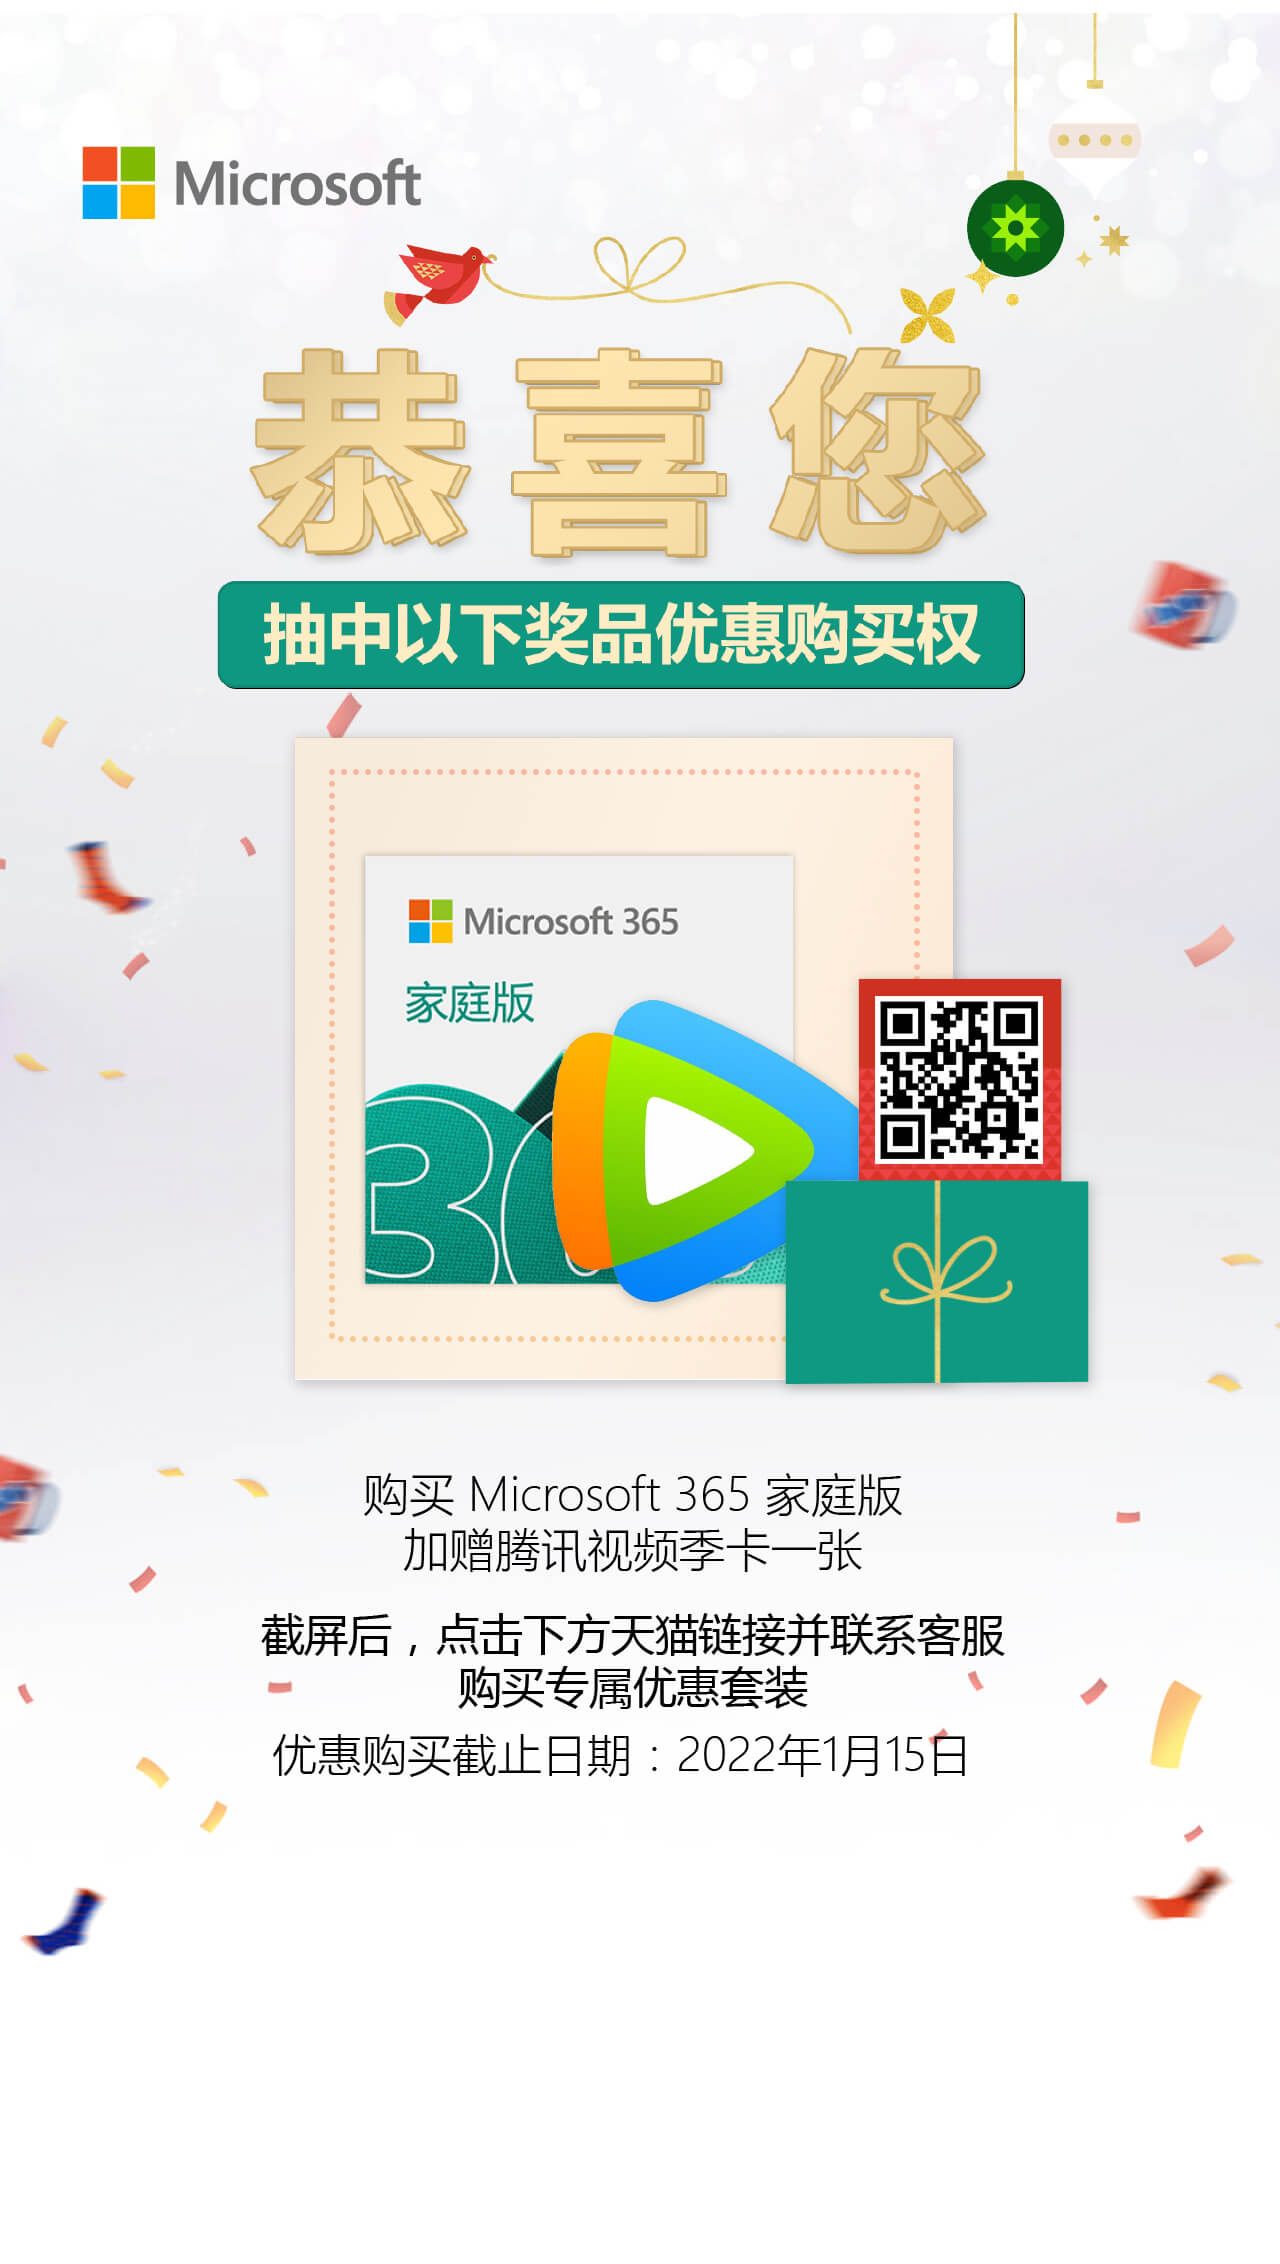 Microsoft
恭喜您
抽中以下奖品优惠购买权
Microsoft 365
家庭版
购买 Microsoft 365 家庭版
加赠腾讯视频季卡一张
截屏后，点击下方天猫链接并联系客服
购买专属优惠套装
优惠购买截止日期：2022年1月15日